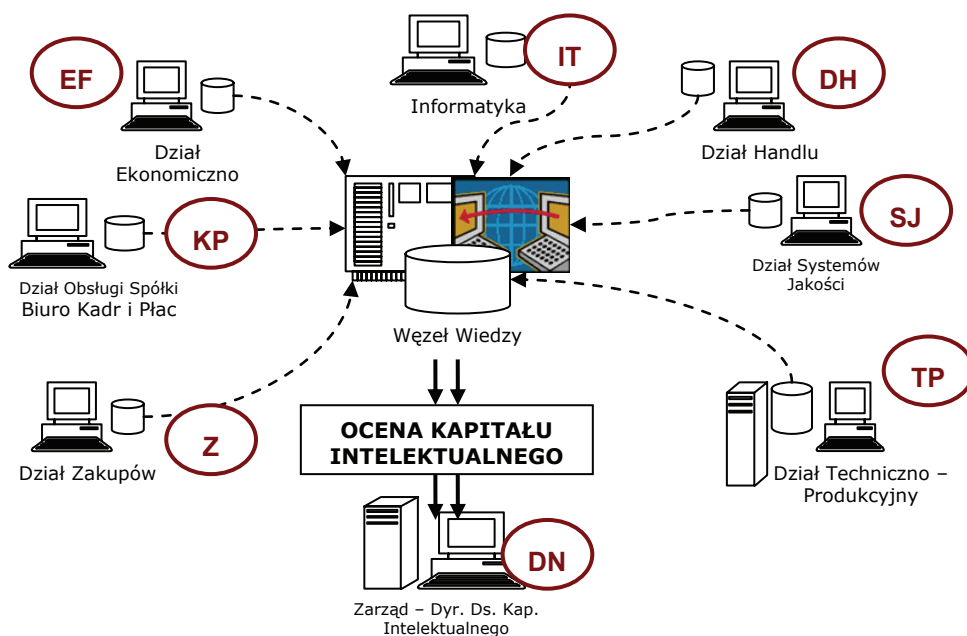 EF
IT
DH
Informatyka
Dział
Ekonomiczno
Dział Handlu
KP
SJ
Dział Obsługi Spółki
Biuro Kadr i Płac
Dział Systemów
Jakości
Węzeł Wiedzy
TP
Z
Dział Zakupów
OCENA KAPITAŁU
INTELEKTUALNEGO
Dział Techniczno –
Produkcyjny
DN
Zarząd – Dyr. Ds. Kap.
Intelektualnego